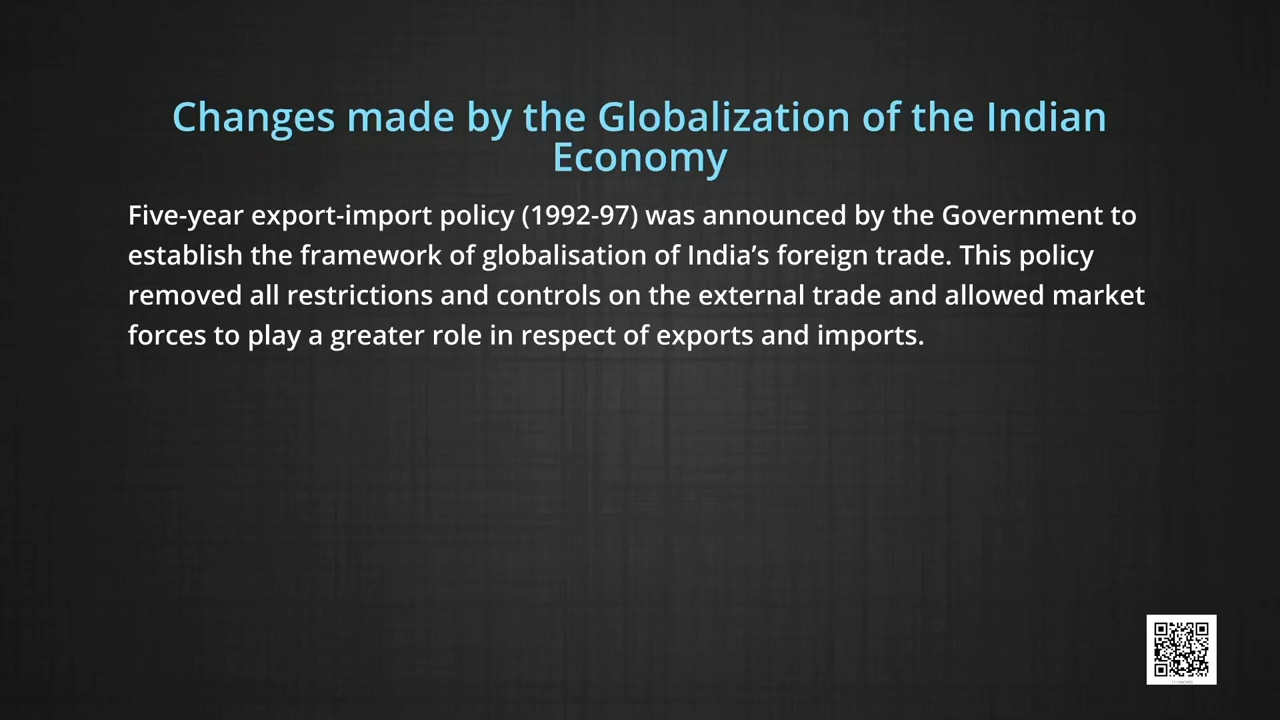 Changes made by the Globalization of the Indian
Economy
Five-year export-import policy (1992-97) was announced by the Government to
establish the framework of globalisation of India’s foreign trade. This policy
removed all restrictions and controls on the external trade and allowed market
forces to play a greater role in respect of exports and imports.